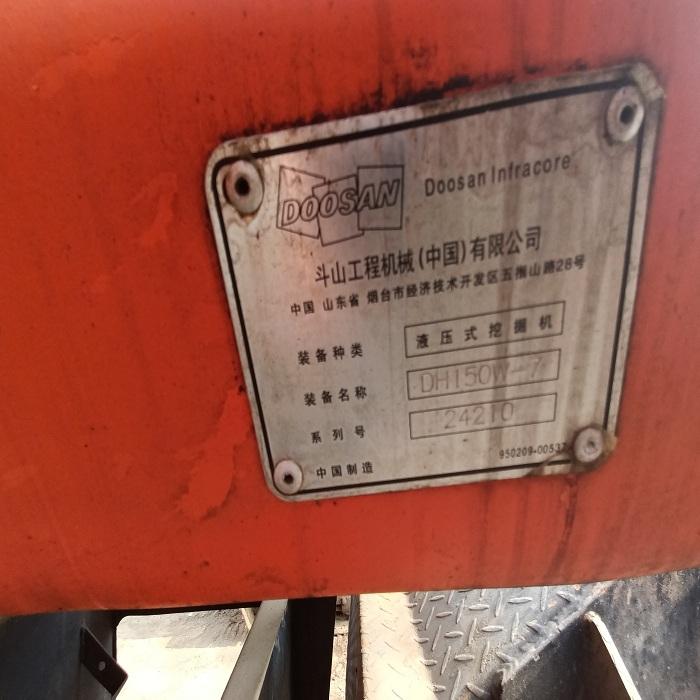 DOOSAN Doosan Infracore
斗山工程机械(中国)有限公司
中国 山东省 烟台市经济技术开发区五指山路28号
装备种类 液压式挖掘机
装备名称 DH150W-7
系列号 24210
中国制造 950209-00537